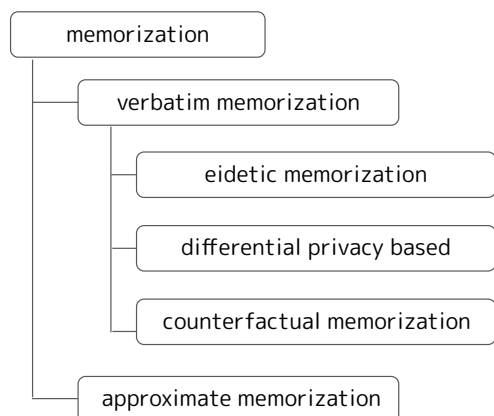 memorization
verbatim memorization
eidetic memorization
differential privacy based
counterfactual memorization
approximate memorization